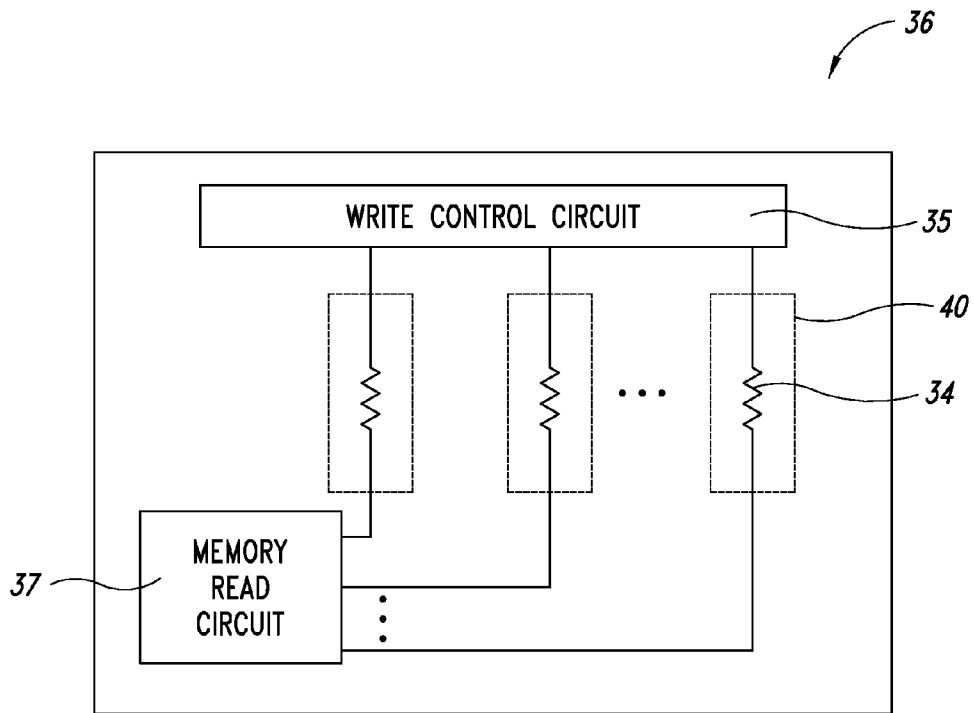 36
WRITE CONTROL CIRCUIT
35
40
34
MEMORY
READ
CIRCUIT
37